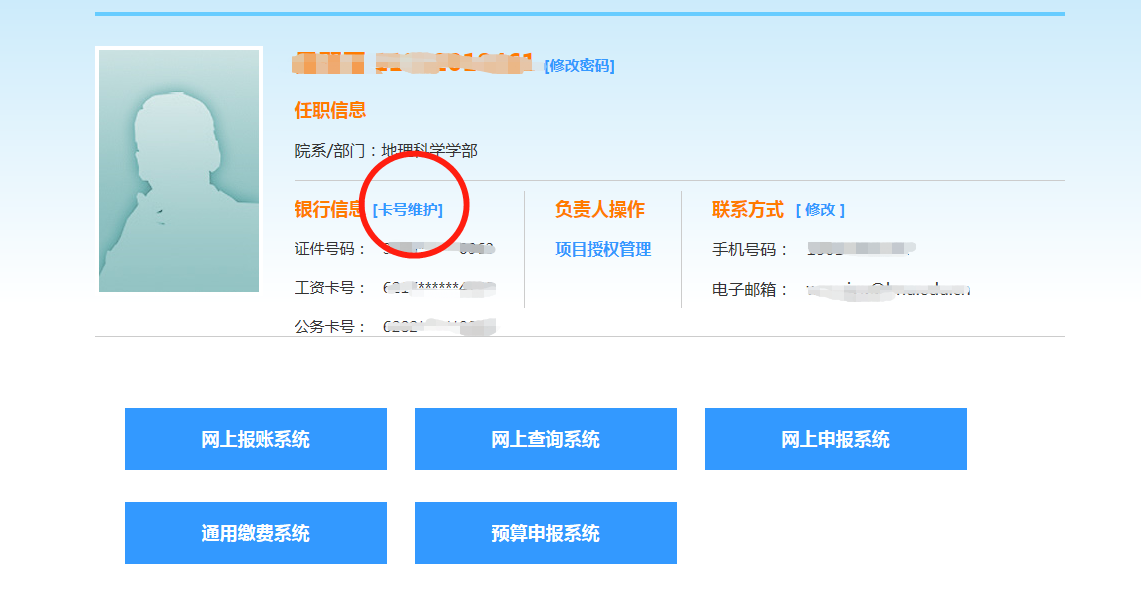 [修改密码]
任职信息
院系/部门：地理科学学部
银行信息 [卡号维护]
证件号码：
工资卡号：
公务卡号：
负责人操作
项目授权管理
联系方式 [ 修改 ]
手机号码：
电子邮箱：
网上报账系统 网上查询系统 网上申报系统
通用缴费系统 预算申报系统